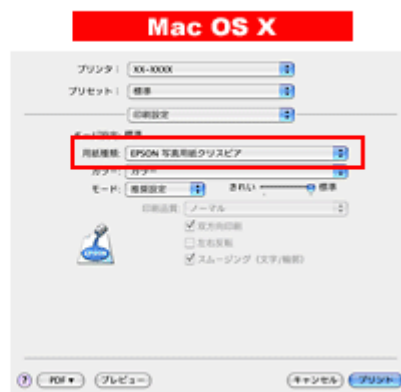 Mac OS X
プリンタ: XX-XXXX
プリセット: 標準
印刷設定
用紙種類: EPSON 写真用紙クリスピア
カラー: カラー
モード: 推奨設定 きれい 標準
印刷品質: ノーマル
双方向印刷
左右反転
スムージング (文字/輪郭)
EPSON
? PDF▼ プレビュー キャンセル プリント